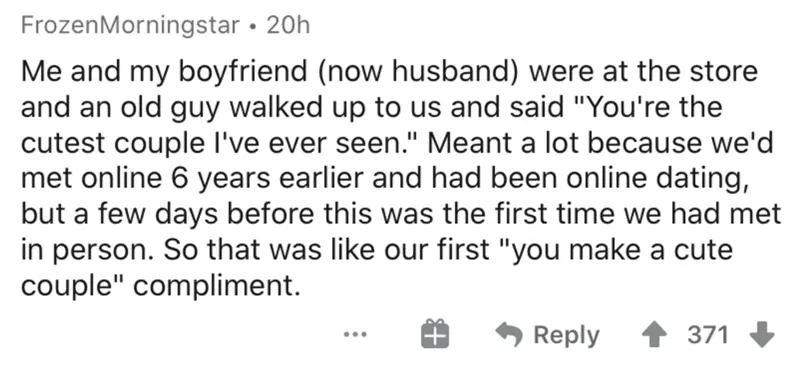 FrozenMorningstar • 20h
Me and my boyfriend (now husband) were at the store
and an old guy walked up to us and said "You're the
cutest couple I've ever seen." Meant a lot because we'd
met online 6 years earlier and had been online dating,
but a few days before this was the first time we had met
in person. So that was like our first "you make a cute
couple" compliment.
... Reply 371